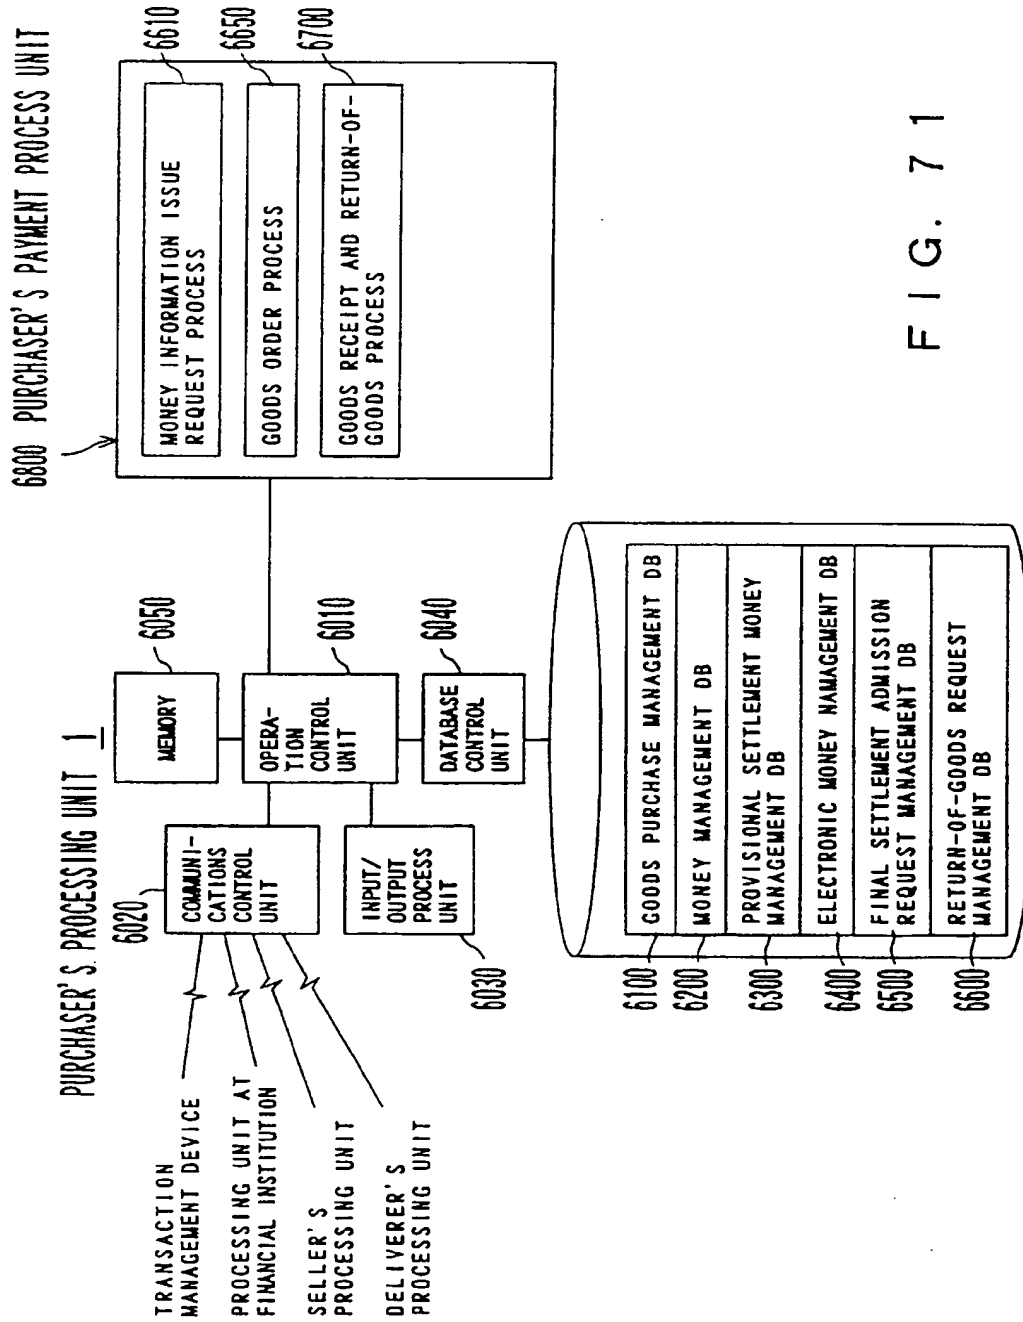 PURCHASER'S PROCESSING UNIT 1
6800 PURCHASER'S PAYMENT PROCESS UNIT
TRANSACTION
MANAGEMENT DEVICE
PROCESSING UNIT AT
FINANCIAL INSTITUTION
SELLER'S
PROCESSING UNIT
DELIVERER'S
PROCESSING UNIT
6020
COMMUNI-
CATIONS
CONTROL
UNIT
INPUT/
OUTPUT
PROCESS
UNIT
6030
MEMORY
6050
OPERA-
TION
CONTROL
UNIT
6010
DATABASE
CONTROL
UNIT
6040
MONEY INFORMATION ISSUE
REQUEST PROCESS
6610
GOODS ORDER PROCESS
6650
GOODS RECEIPT AND RETURN-OF-
GOODS PROCESS
6700
6100
GOODS PURCHASE MANAGEMENT DB
6200
MONEY MANAGEMENT DB
6300
PROVISIONAL SETTLEMENT MONEY
MANAGEMENT DB
6400
ELECTRONIC MONEY NAMAGEMENT DB
6500
FINAL SETTLEMENT ADMISSION
REQUEST MANAGEMENT DB
6600
RETURN-OF-GOODS REQUEST
MANAGEMENT DB
FIG. 71